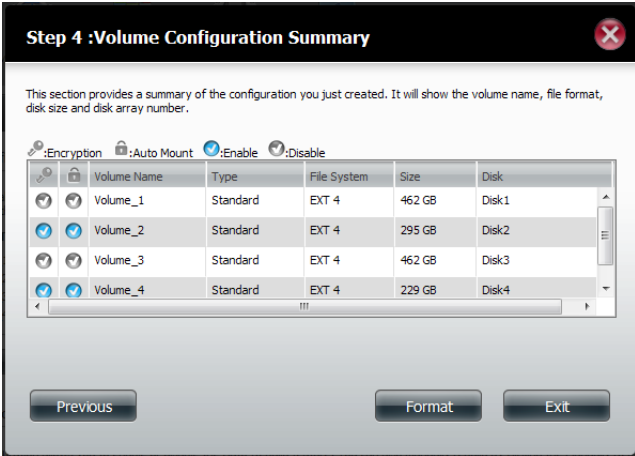 Step 4 :Volume Configuration Summary
This section provides a summary of the configuration you just created. It will show the volume name, file format,
disk size and disk array number.
:Encryption :Auto Mount :Enable :Disable
Volume Name Type File System Size Disk
Volume_1 Standard EXT 4 462 GB Disk1
Volume_2 Standard EXT 4 295 GB Disk2
Volume_3 Standard EXT 4 462 GB Disk3
Volume_4 Standard EXT 4 229 GB Disk4
Previous Format Exit